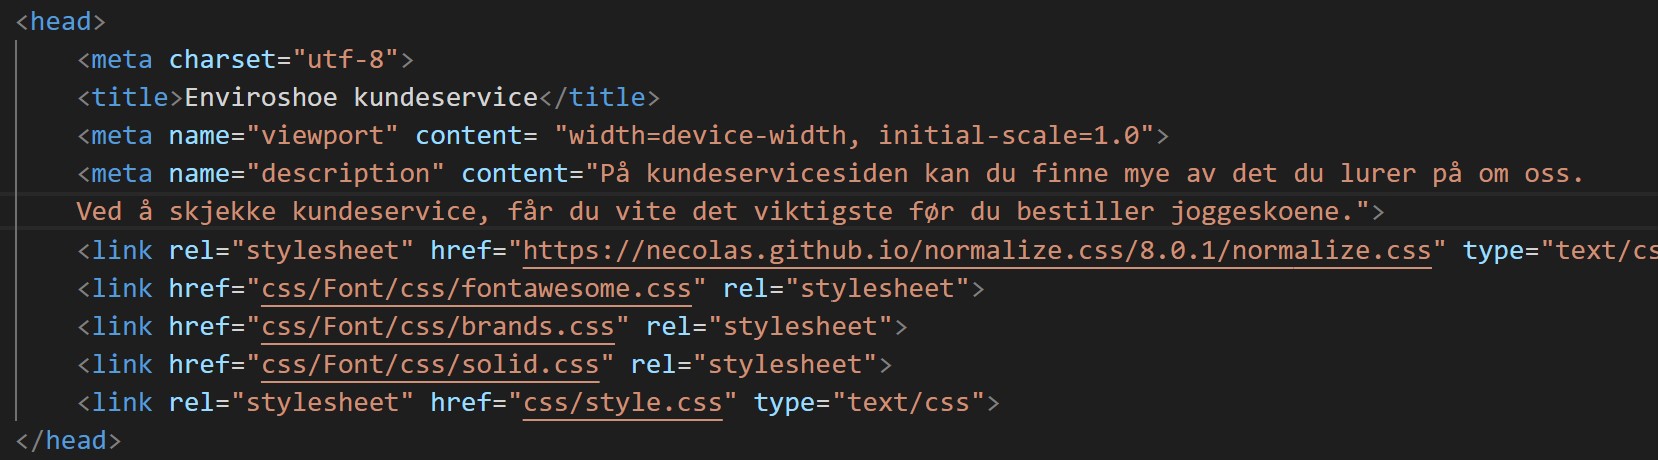 <head>
<meta charset="utf-8">
<title>Enviroshoe kundeservice</title>
<meta name="viewport" content= "width=device-width, initial-scale=1.0">
<meta name="description" content="På kundeservicesiden kan du finne mye av det du lurer på om oss.
Ved å skjekke kundeservice, får du vite det viktigste før du bestiller joggeskoene.">
<link rel="stylesheet" href="https://necolas.github.io/normalize.css/8.0.1/normalize.css" type="text/cs
<link href="css/Font/css/fontawesome.css" rel="stylesheet">
<link href="css/Font/css/brands.css" rel="stylesheet">
<link href="css/Font/css/solid.css" rel="stylesheet">
<link rel="stylesheet" href="css/style.css" type="text/css">
</head>